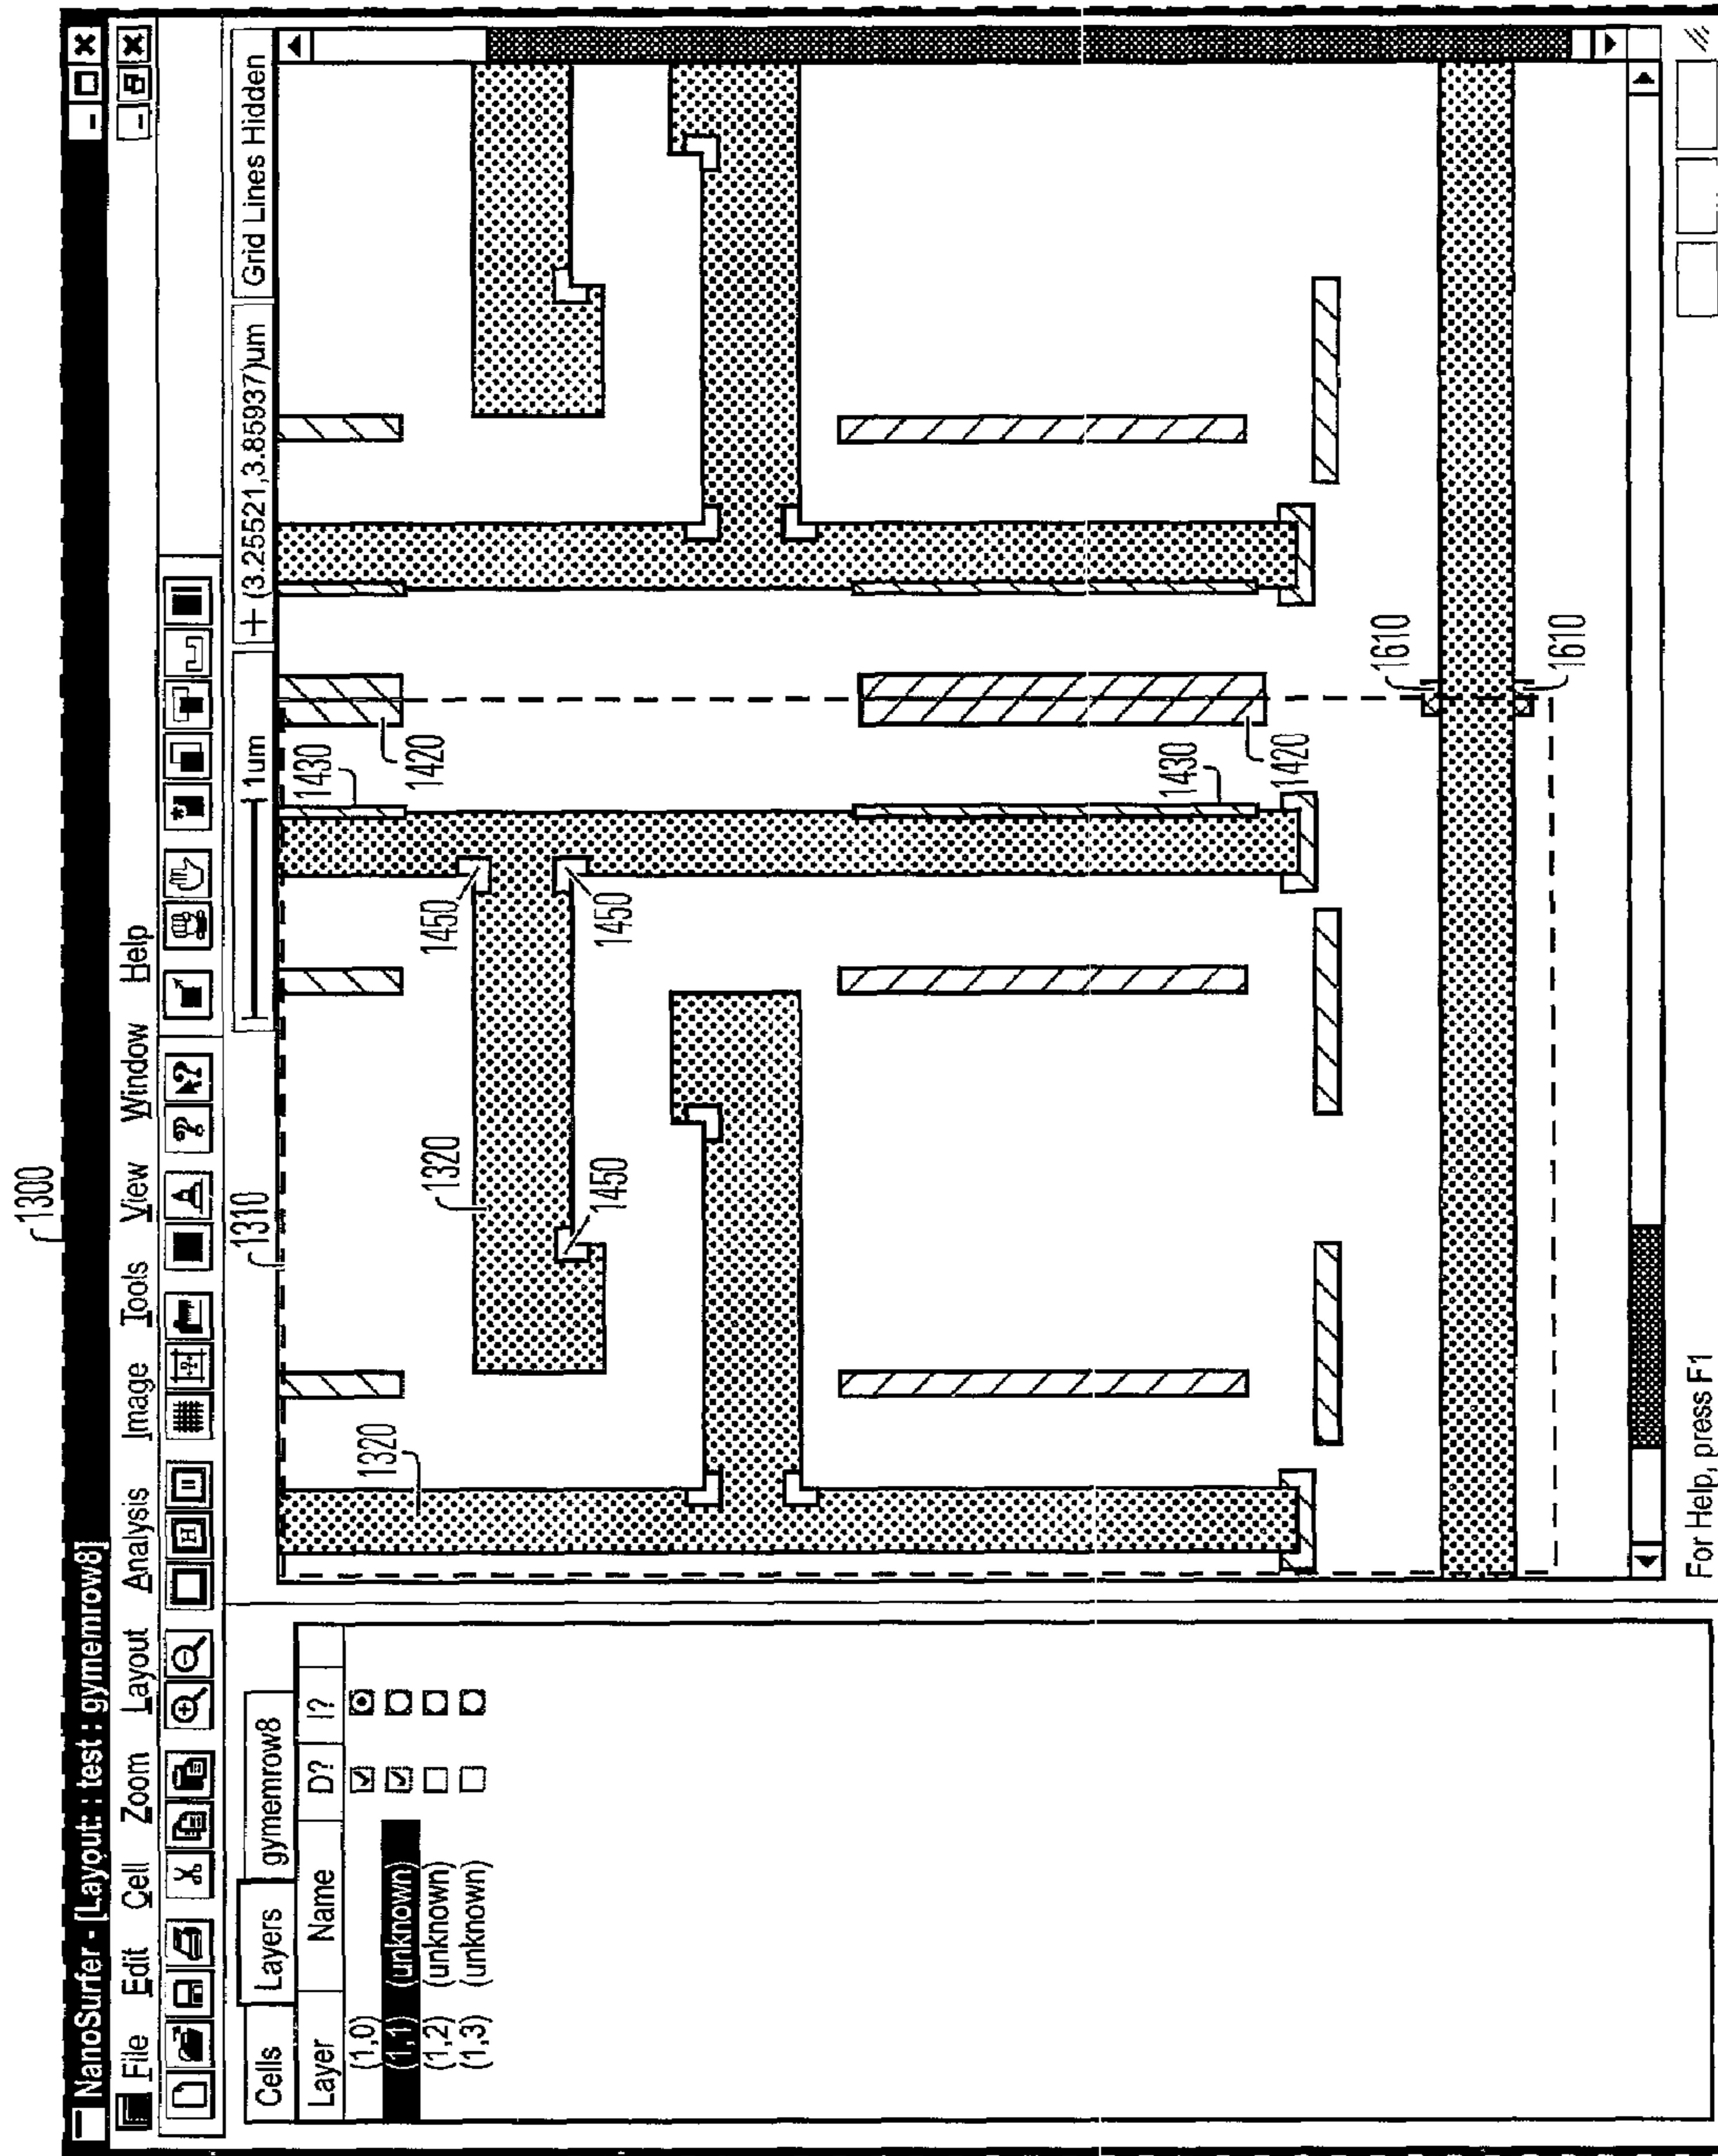 1300
NanoSurfer - [Layout: : test : gymemrow8]
File Edit Cell Zoom Layout Analysis Image Tools View Window Help
1310
1um
+ (3.25521,3.85937)um
Grid Lines Hidden
Cells Layers gymemrow8
Layer Name D? I?
(1,0)
(1,1) (unknown)
(1,2) (unknown)
(1,3) (unknown)
1320
1320
1450
1450
1450
1430
1420
1430
1420
1610
1610
For Help, press F1